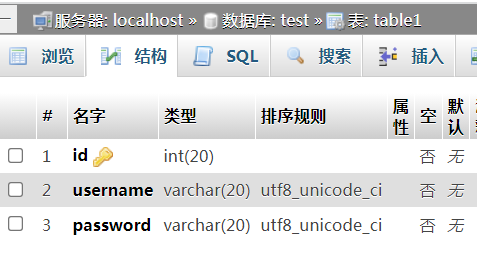 服务器: localhost » 数据库: test » 表: table1
浏览 结构 SQL 搜索 插入
# 名字 类型 排序规则 属性 空 默认
1 id int(20) 否 无
2 username varchar(20) utf8_unicode_ci 否 无
3 password varchar(20) utf8_unicode_ci 否 无